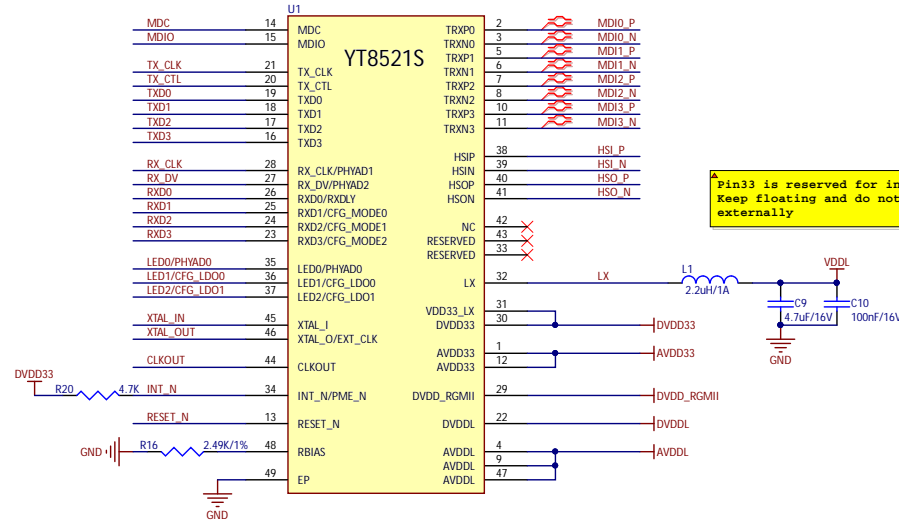 U1
YT8521S
MDC 14 MDC
MDIO 15 MDIO
TX_CLK 21 TX_CLK
TX_CTL 20 TX_CTL
TXD0 19 TXD0
TXD1 18 TXD1
TXD2 17 TXD2
TXD3 16 TXD3
RX_CLK 28 RX_CLK/PHYAD1
RX_DV 27 RX_DV/PHYAD2
RXD0 26 RXD0/RXDLY
RXD1 25 RXD1/CFG_MODE0
RXD2 24 RXD2/CFG_MODE1
RXD3 23 RXD3/CFG_MODE2
LED0/PHYAD0 35 LED0/PHYAD0
LED1/CFG_LDO0 36 LED1/CFG_LDO0
LED2/CFG_LDO1 37 LED2/CFG_LDO1
XTAL_IN 45 XTAL_I
XTAL_OUT 46 XTAL_O/EXT_CLK
CLKOUT 44 CLKOUT
DVDD33
R20 4.7K INT_N 34 INT_N/PME_N
RESET_N 13 RESET_N
GND R16 2.49K/1% 48 RBIAS
49 EP
GND
TRXP0 2 MDI0_P
TRXN0 3 MDI0_N
TRXP1 5 MDI1_P
TRXN1 6 MDI1_N
TRXP2 7 MDI2_P
TRXN2 8 MDI2_N
TRXP3 10 MDI3_P
TRXN3 11 MDI3_N
HSIP 38 HSI_P
HSIN 39 HSI_N
HSOP 40 HSO_P
HSON 41 HSO_N
NC 42
RESERVED 43
RESERVED 33
LX 32 LX L1
2.2uH/1A
VDD33_LX 31
DVDD33 30 DVDD33
AVDD33 1 AVDD33
AVDD33 12
DVDD_RGMII 29 DVDD_RGMII
DVDDL 22 DVDDL
AVDDL 4 AVDDL
AVDDL 9
AVDDL 47
Pin33 is reserved for in
Keep floating and do not
externally
VDDL
C9 C10
4.7uF/16V 100nF/16V
GND